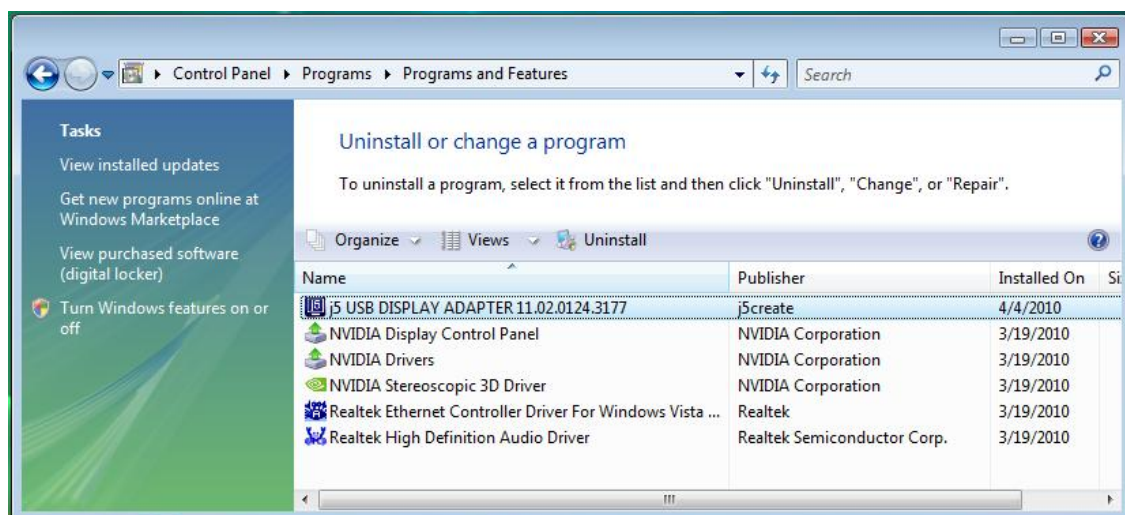 Control Panel ▸ Programs ▸ Programs and Features
Search
Tasks
View installed updates
Get new programs online at
Windows Marketplace
View purchased software
(digital locker)
Turn Windows features on or
off
Uninstall or change a program
To uninstall a program, select it from the list and then click "Uninstall", "Change", or "Repair".
Organize Views Uninstall
Name Publisher Installed On Si
j5 USB DISPLAY ADAPTER 11.02.0124.3177 j5create 4/4/2010
NVIDIA Display Control Panel NVIDIA Corporation 3/19/2010
NVIDIA Drivers NVIDIA Corporation 3/19/2010
NVIDIA Stereoscopic 3D Driver NVIDIA Corporation 3/19/2010
Realtek Ethernet Controller Driver For Windows Vista ... Realtek 3/19/2010
Realtek High Definition Audio Driver Realtek Semiconductor Corp. 3/19/2010